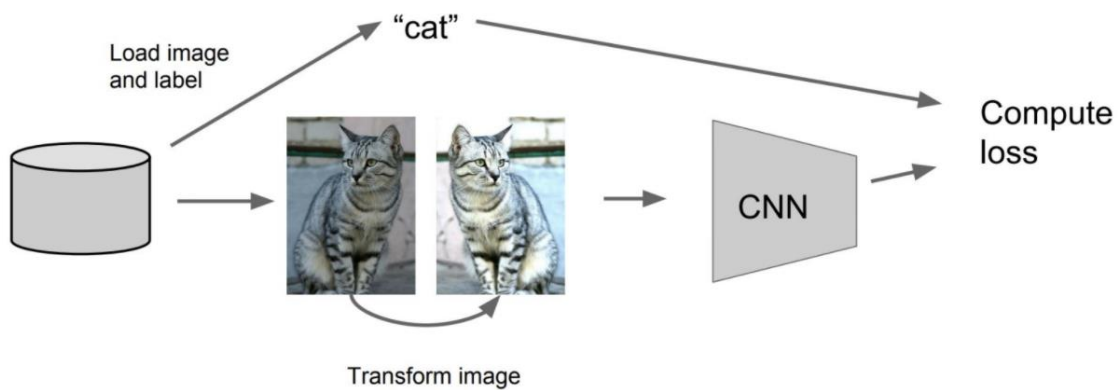 “cat”
Load image
and label
Compute
loss
CNN
Transform image